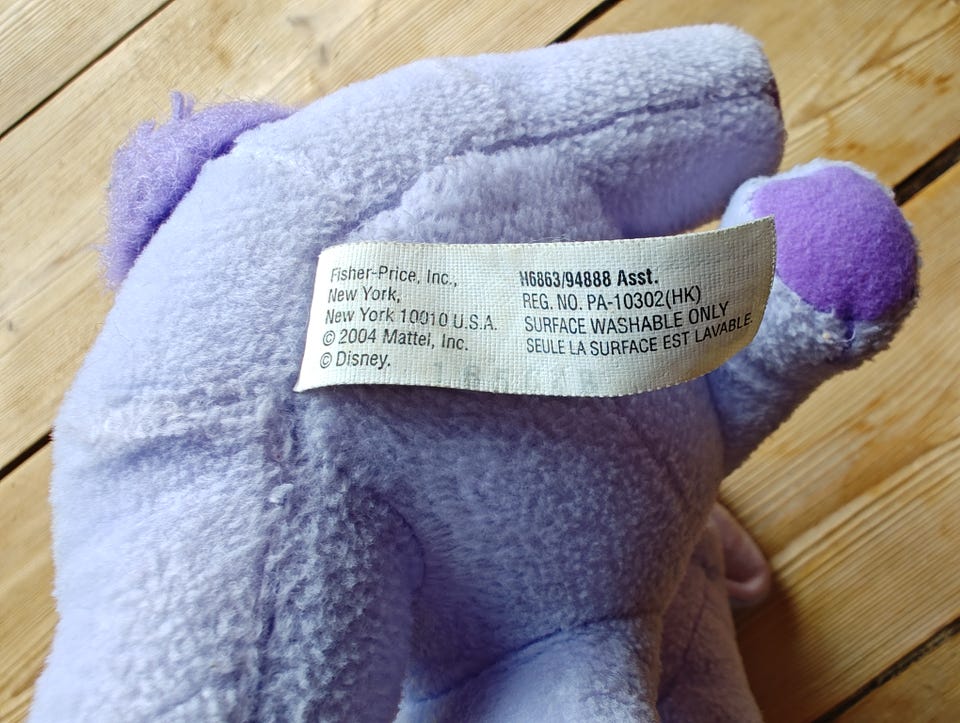 Fisher-Price, Inc.,
New York,
New York 10010 U.S.A.
© 2004 Mattel, Inc.
© Disney.
H6863/94888 Asst.
REG. NO. PA-10302(HK)
SURFACE WASHABLE ONLY
SEULE LA SURFACE EST LAVABLE.